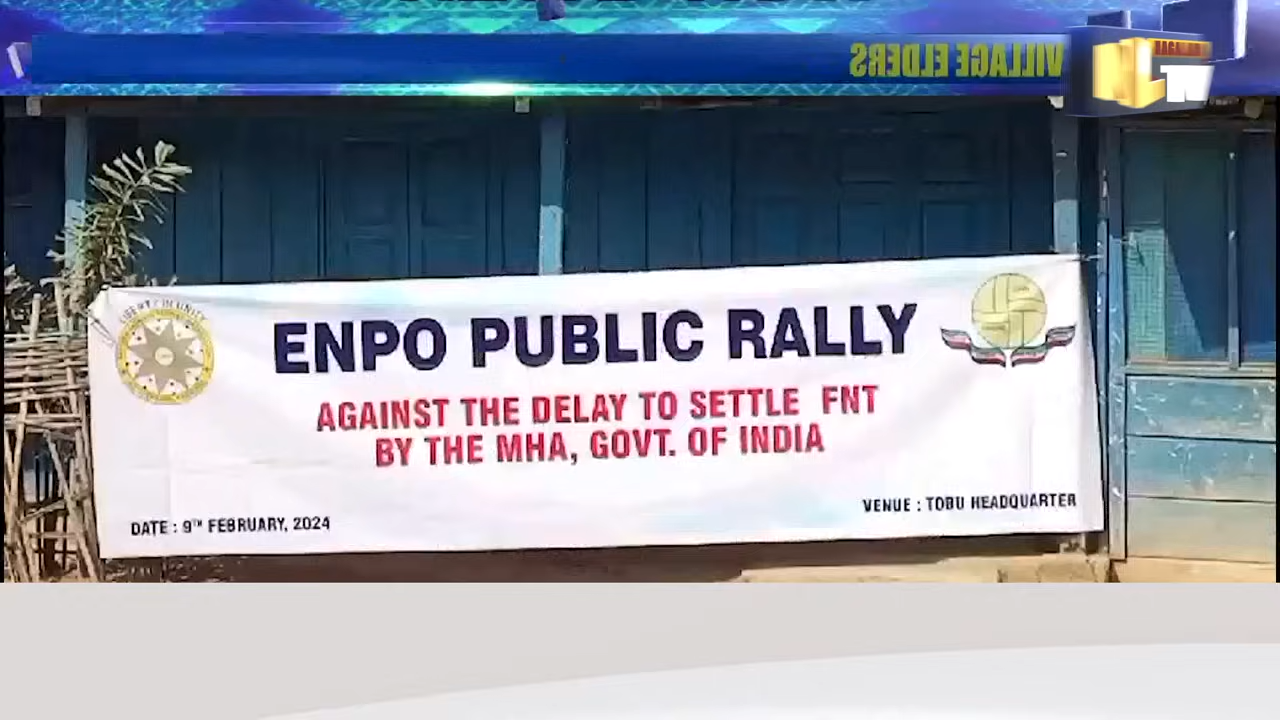 VILLAGE ELDERS
ENPO PUBLIC RALLY
AGAINST THE DELAY TO SETTLE FNT
BY THE MHA, GOVT. OF INDIA
VENUE : TOBU HEADQUARTER
DATE : 9TH FEBRUARY, 2024